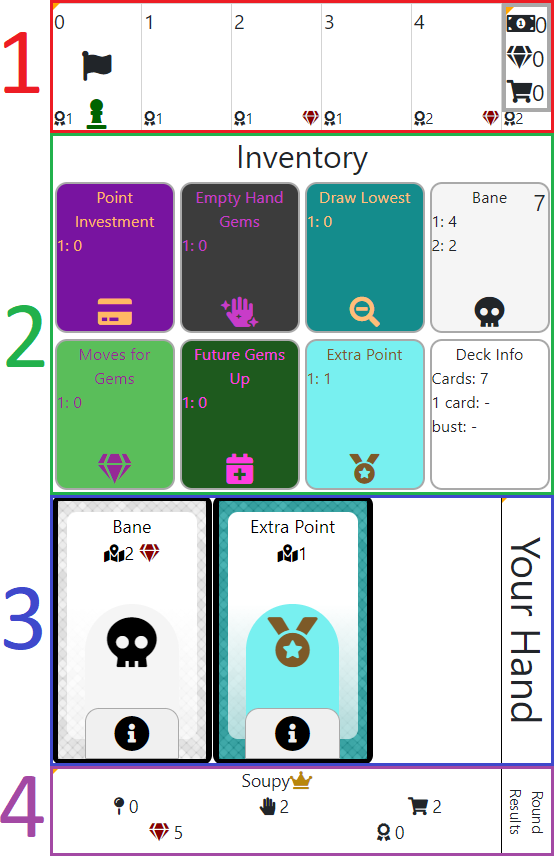 1
0 1 2 3 4
0
0
0
1 1 1 1 2 2
2
Inventory
Point Investment
1: 0
Empty Hand Gems
1: 0
Draw Lowest
1: 0
Bane 7
1: 4
2: 2
Moves for Gems
1: 0
Future Gems Up
1: 0
Extra Point
1: 1
Deck Info
Cards: 7
1 card: -
bust: -
3
Bane
2
Extra Point
1
Your Hand
4
Soupy
0 2 2
5 0
Round Results